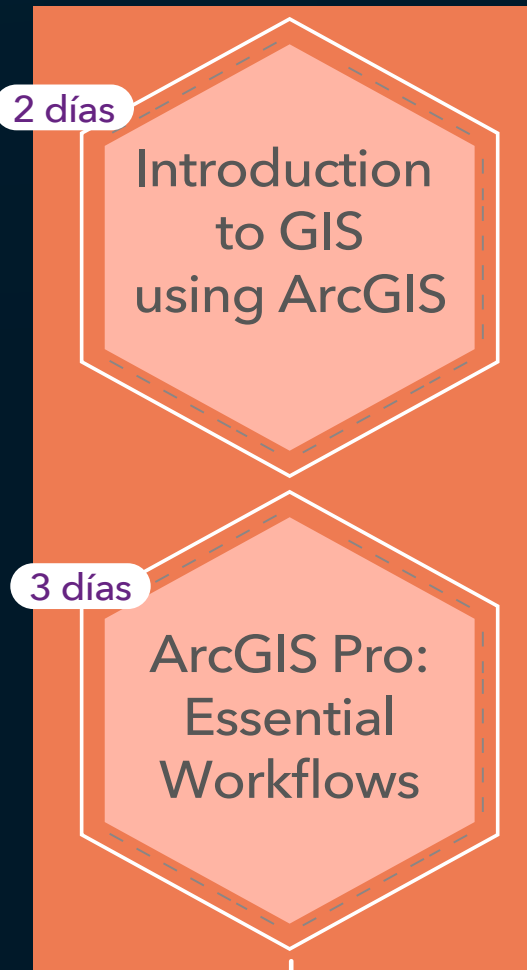 2 días
Introduction
to GIS
using ArcGIS
3 días
ArcGIS Pro:
Essential
Workflows